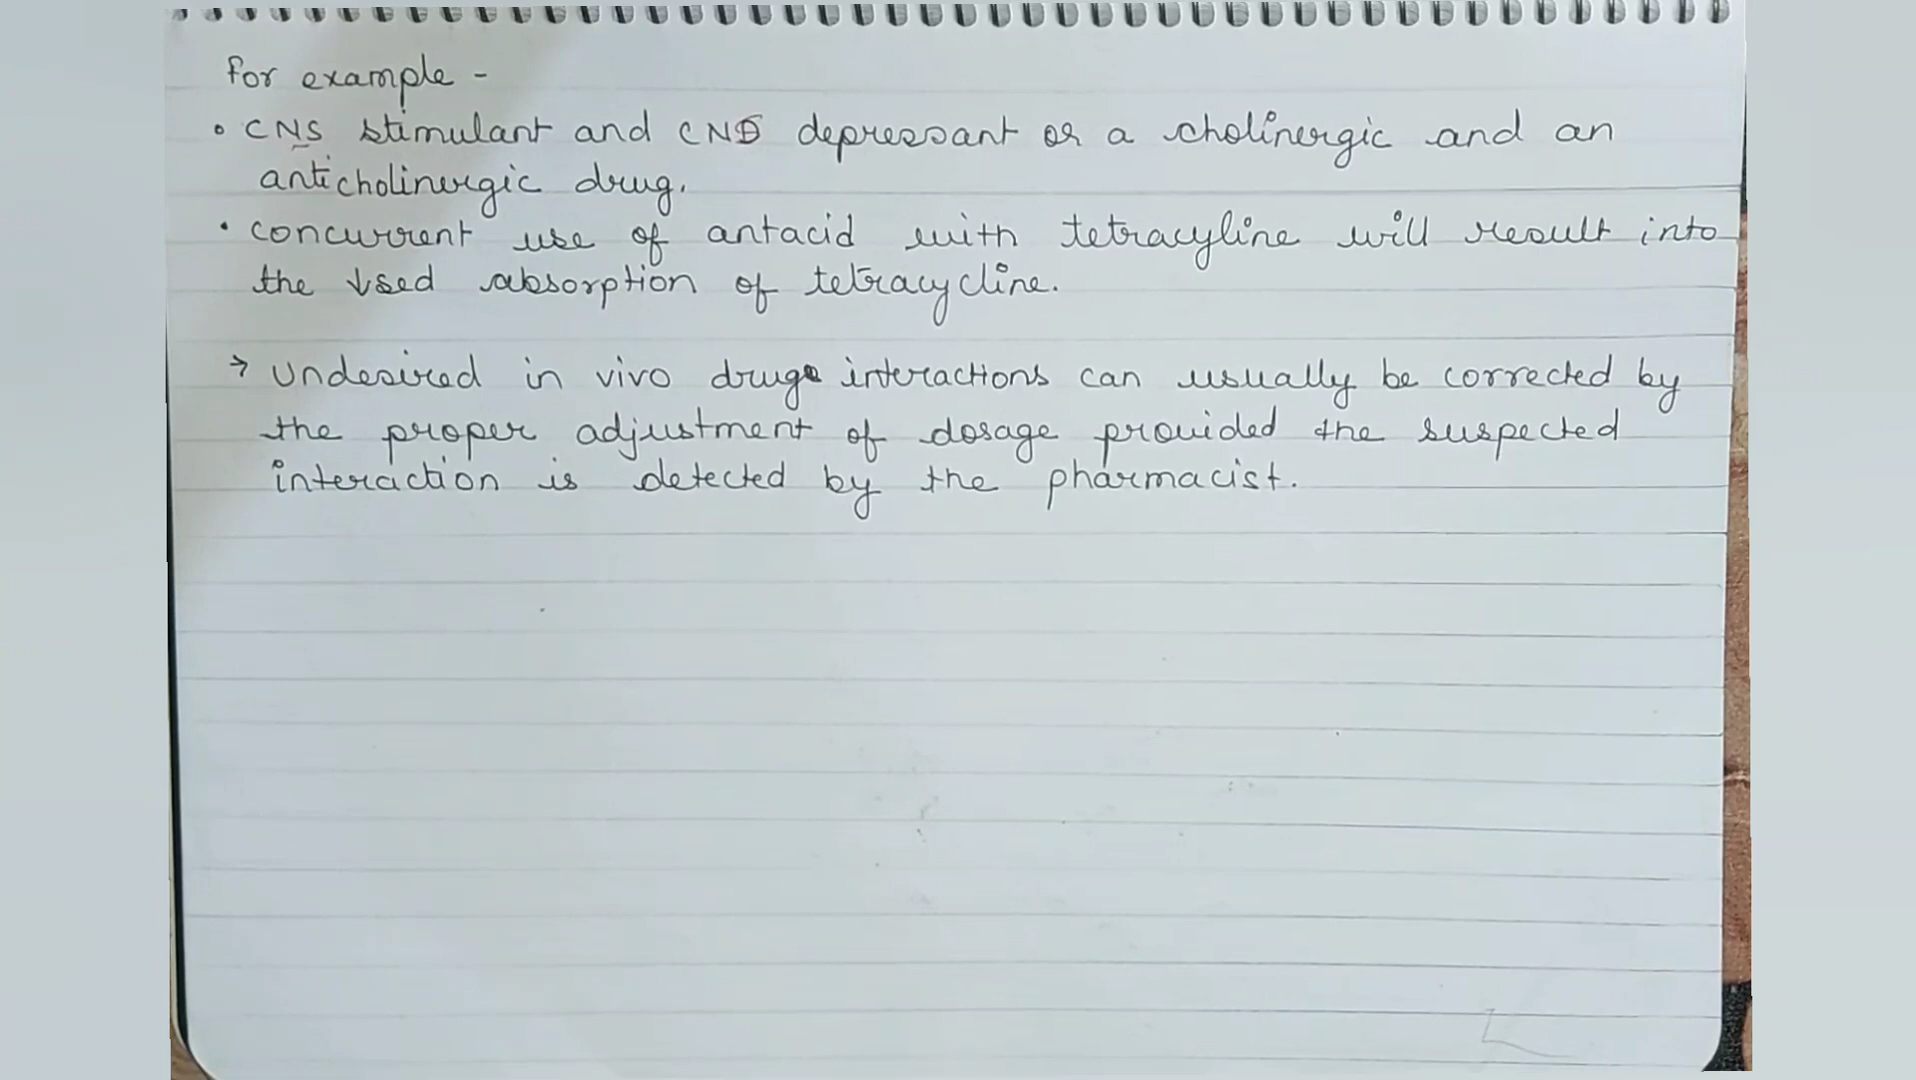 For example -
• CNS stimulant and CNS depressant or a cholinergic and an
anticholinergic drug.
• concurrent use of antacid with tetracyline will result into
the ↓sed absorption of tetracycline.
→ Undesired in vivo drug interactions can usually be corrected by
the proper adjustment of dosage provided the suspected
interaction is detected by the pharmacist.